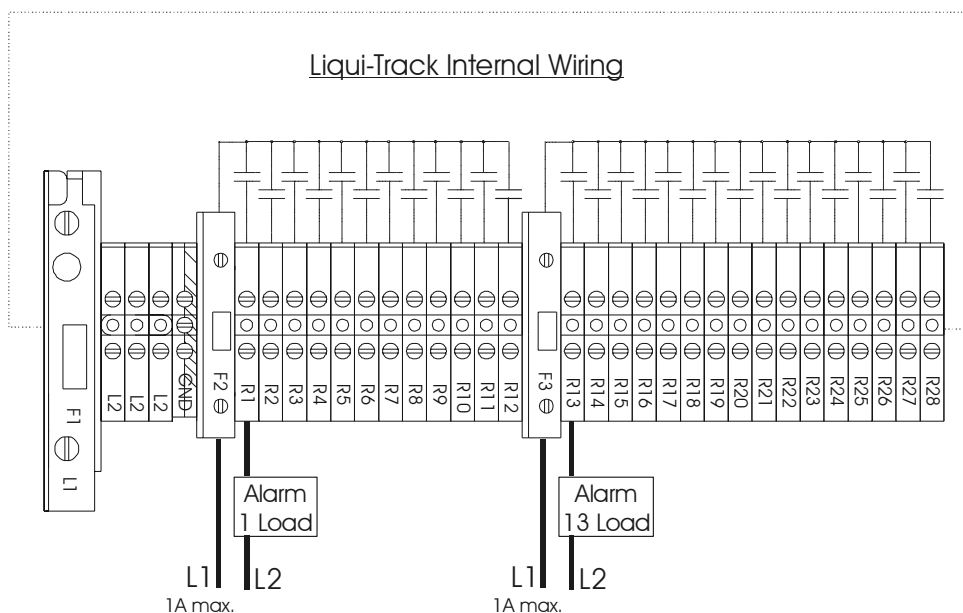 Liqui-Track Internal Wiring
F1
L1
L2
L2
L2
GND
F2
R1
R2
R3
R4
R5
R6
R7
R8
R9
R10
R11
R12
F3
R13
R14
R15
R16
R17
R18
R19
R20
R21
R22
R23
R24
R25
R26
R27
R28
Alarm
1 Load
Alarm
13 Load
L1
L2
1A max.
L1
L2
1A max.